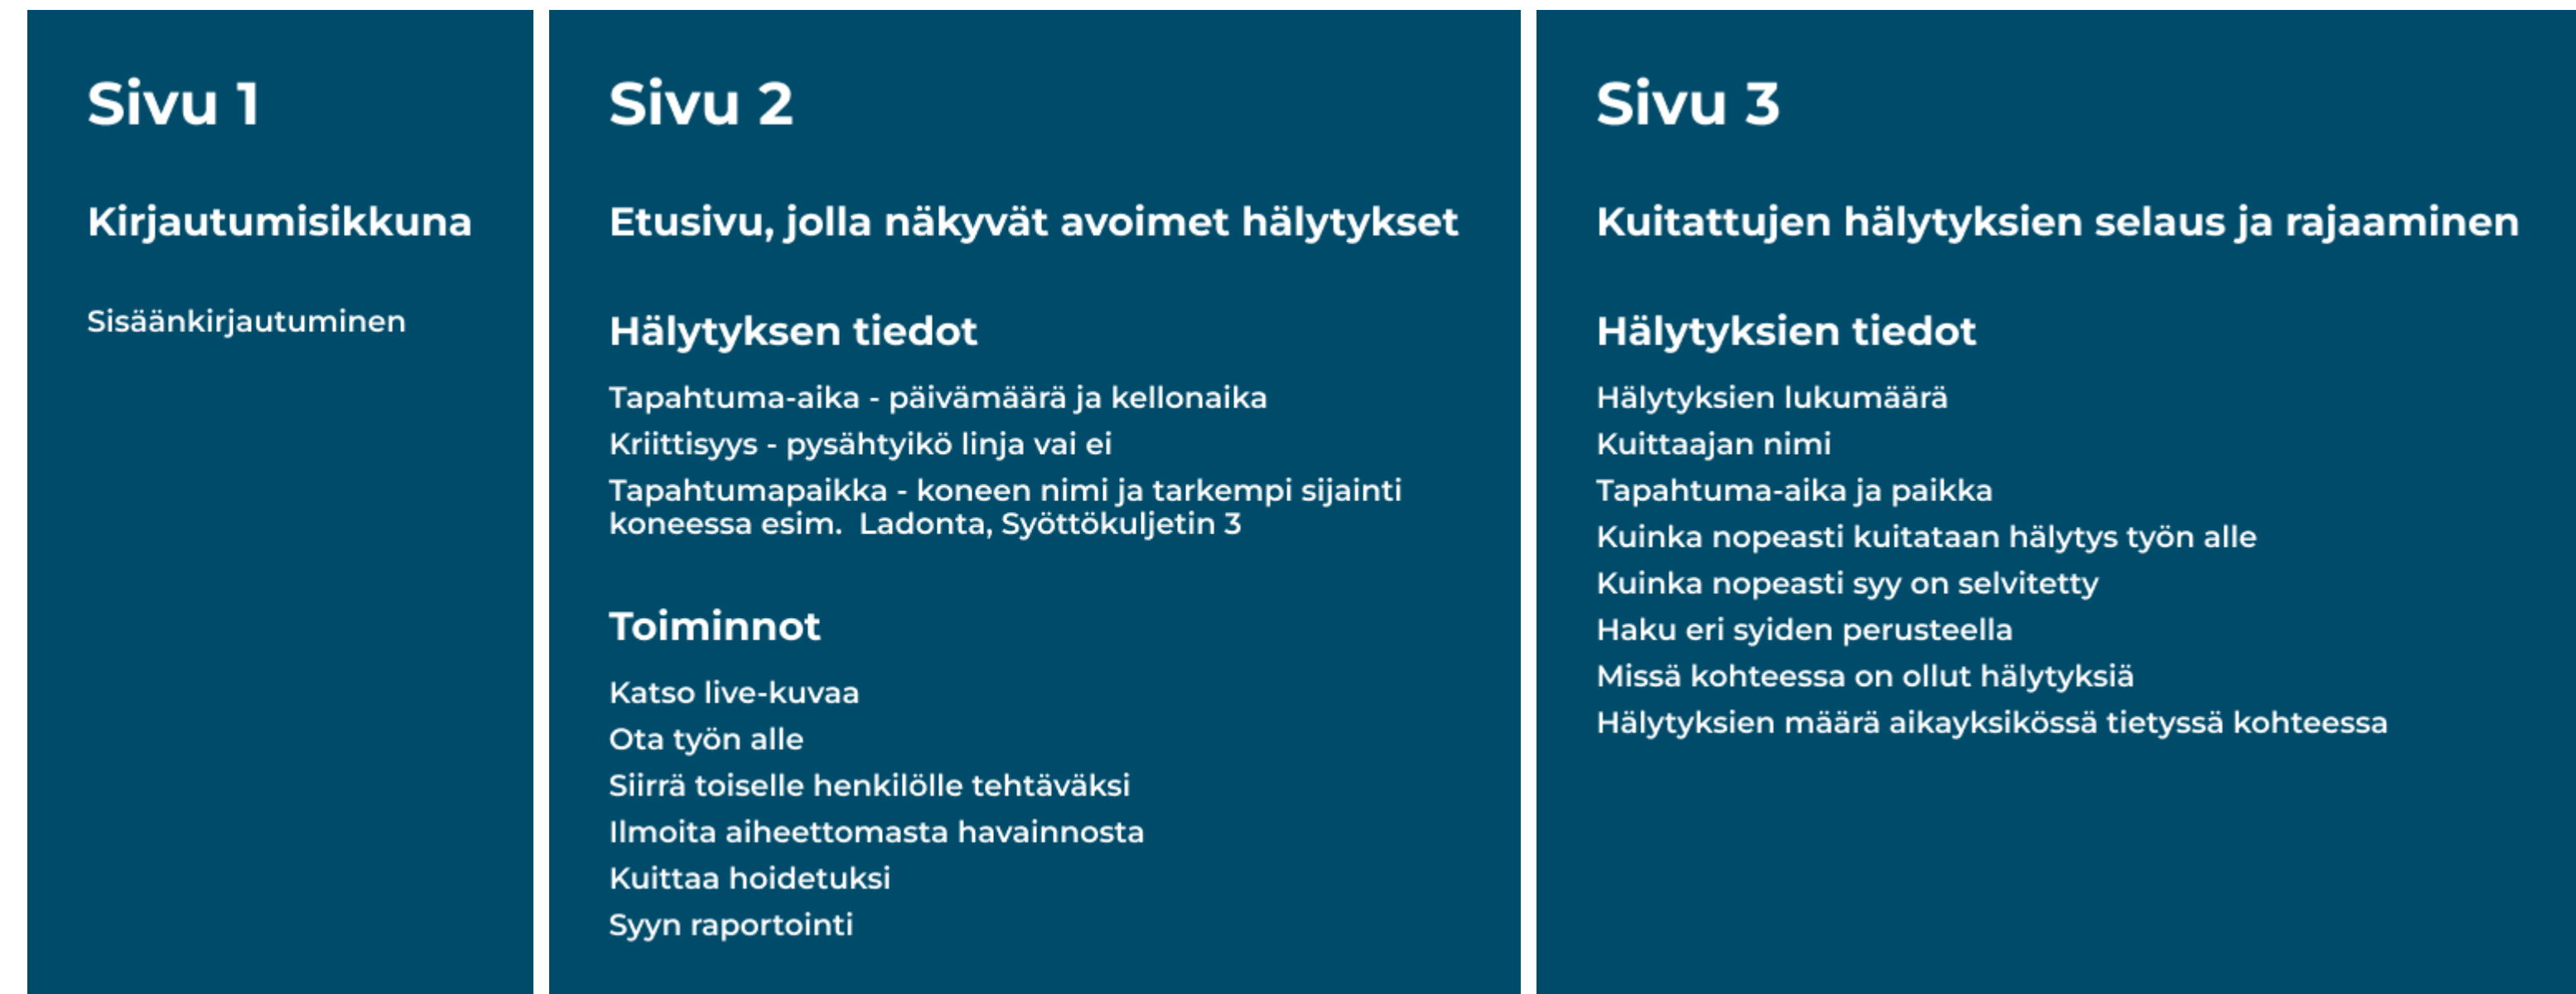 Sivu 1
Kirjautumisikkuna
Sisäänkirjautuminen
Sivu 2
Etusivu, jolla näkyvät avoimet hälytykset
Hälytyksen tiedot
Tapahtuma-aika - päivämäärä ja kellonaika
Kriittisyys - pysähtyikö linja vai ei
Tapahtumapaikka - koneen nimi ja tarkempi sijainti
koneessa esim.  Ladonta, Syöttökuljetin 3
Toiminnot
Katso live-kuvaa
Ota työn alle
Siirrä toiselle henkilölle tehtäväksi
Ilmoita aiheettomasta havainnosta
Kuittaa hoidetuksi
Syyn raportointi
Sivu 3
Kuitattujen hälytyksien selaus ja rajaaminen
Hälytyksien tiedot
Hälytyksien lukumäärä
Kuittaajan nimi
Tapahtuma-aika ja paikka
Kuinka nopeasti kuitataan hälytys työn alle
Kuinka nopeasti syy on selvitetty
Haku eri syiden perusteella
Missä kohteessa on ollut hälytyksiä
Hälytyksien määrä aikayksikössä tietyssä kohteessa